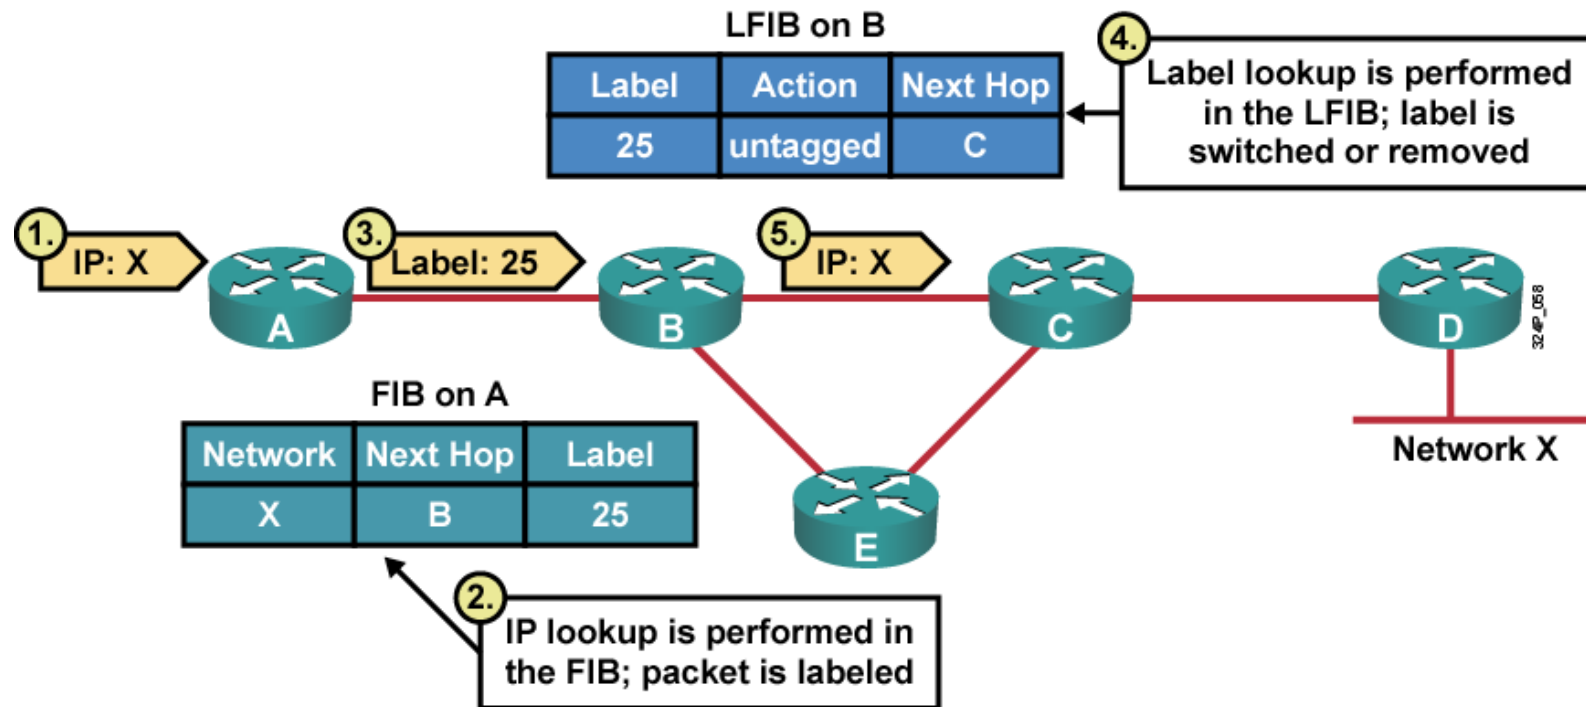 LFIB on B
Label Action Next Hop
25 untagged C
4.
Label lookup is performed
in the LFIB; label is
switched or removed
1.
IP: X
3.
Label: 25
5.
IP: X
A
B
C
D
324P_058
Network X
FIB on A
Network Next Hop Label
X B 25
E
2.
IP lookup is performed in
the FIB; packet is labeled